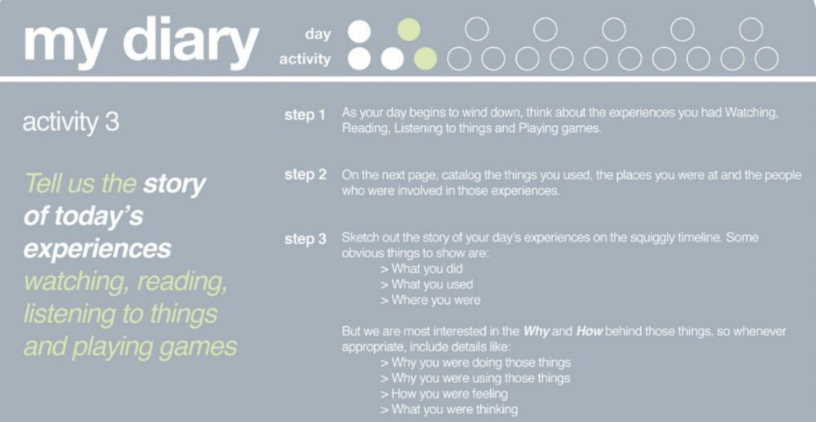 my diary
day
activity
activity 3
Tell us the story
of today's
experiences
watching, reading,
listening to things
and playing games
step 1 As your day begins to wind down, think about the experiences you had Watching,
Reading, Listening to things and Playing games.
step 2 On the next page, catalog the things you used, the places you were at and the people
who were involved in those experiences.
step 3 Sketch out the story of your day's experiences on the squiggly timeline. Some
obvious things to show are:
> What you did
> What you used
> Where you were
But we are most interested in the Why and How behind those things, so whenever
appropriate, include details like:
> Why you were doing those things
> Why you were using those things
> How you were feeling
> What you were thinking